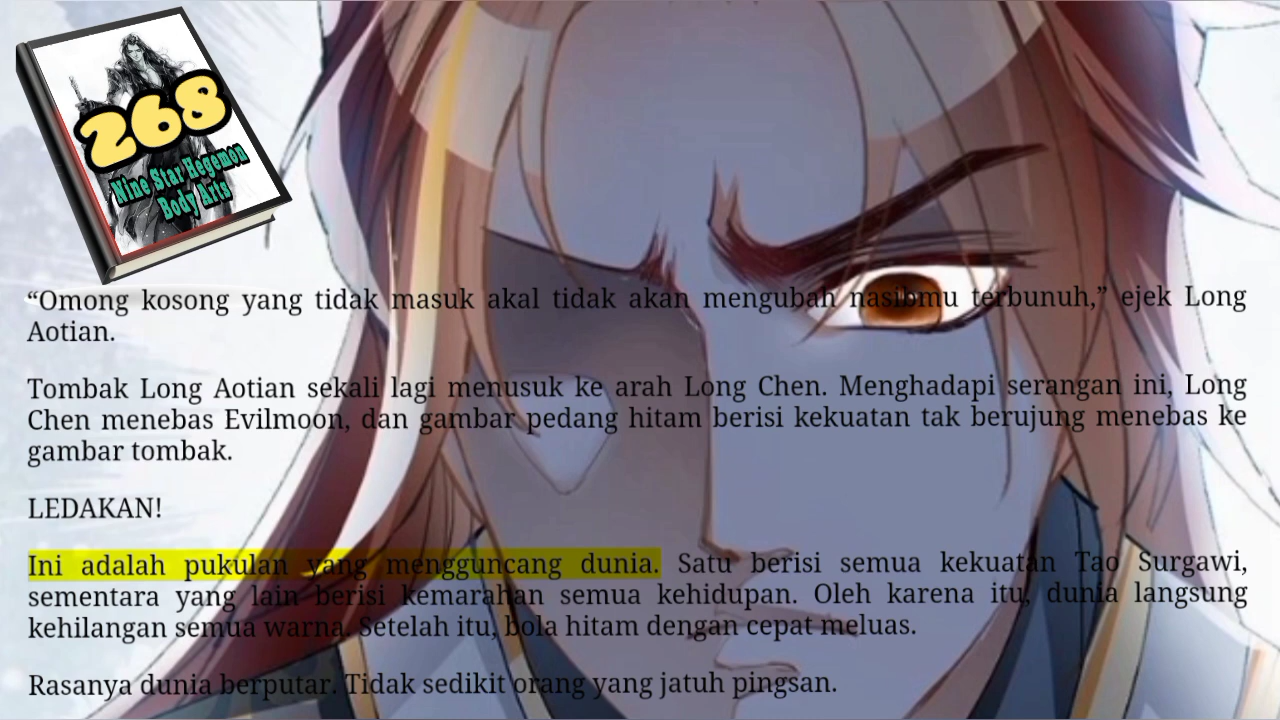 268
Nine Star Hegemon
Body Arts
“Omong kosong yang tidak masuk akal tidak akan mengubah nasibmu terbunuh,” ejek Long
Aotian.
Tombak Long Aotian sekali lagi menusuk ke arah Long Chen. Menghadapi serangan ini, Long
Chen menebas Evilmoon, dan gambar pedang hitam berisi kekuatan tak berujung menebas ke
gambar tombak.
LEDAKAN!
Ini adalah pukulan yang mengguncang dunia. Satu berisi semua kekuatan Tao Surgawi,
sementara yang lain berisi kemarahan semua kehidupan. Oleh karena itu, dunia langsung
kehilangan semua warna. Setelah itu, bola hitam dengan cepat meluas.
Rasanya dunia berputar. Tidak sedikit orang yang jatuh pingsan.